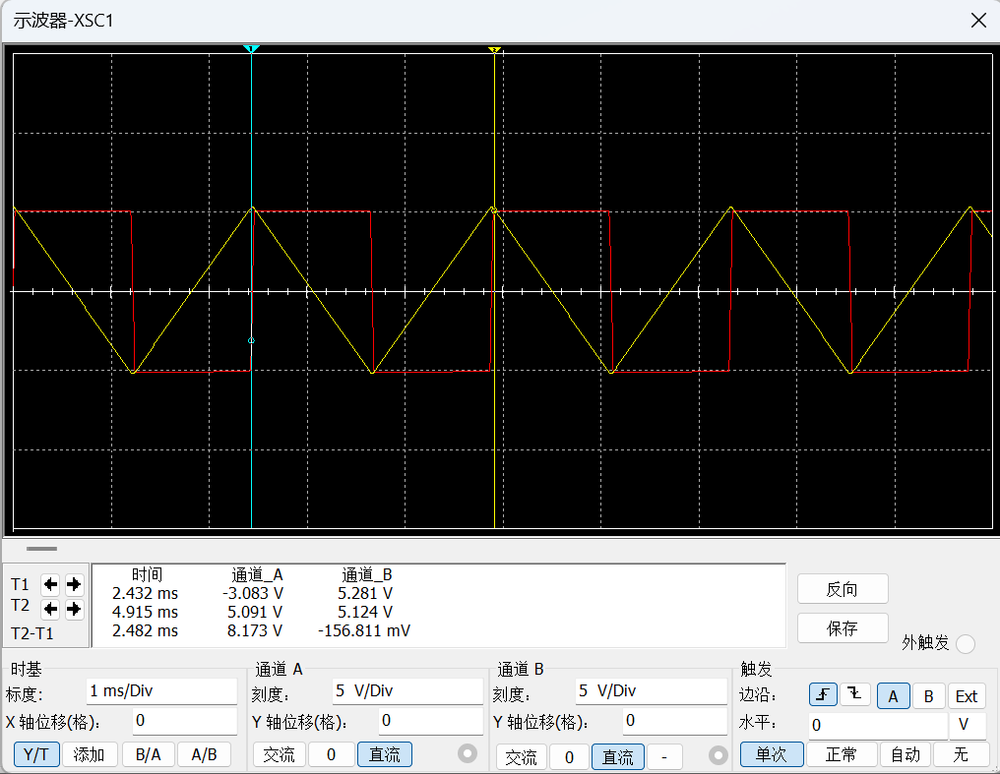 示波器-XSC1
1
2
时间 通道_A 通道_B
T1 2.432 ms -3.083 V 5.281 V
T2 4.915 ms 5.091 V 5.124 V
T2-T1 2.482 ms 8.173 V -156.811 mV
反向
保存
外触发
时基
标度: 1 ms/Div
X 轴位移(格): 0
Y/T 添加 B/A A/B
通道 A
刻度: 5 V/Div
Y 轴位移(格): 0
交流 0 直流
通道 B
刻度: 5 V/Div
Y 轴位移(格): 0
交流 0 直流 -
触发
边沿: A B Ext
水平: 0 V
单次 正常 自动 无